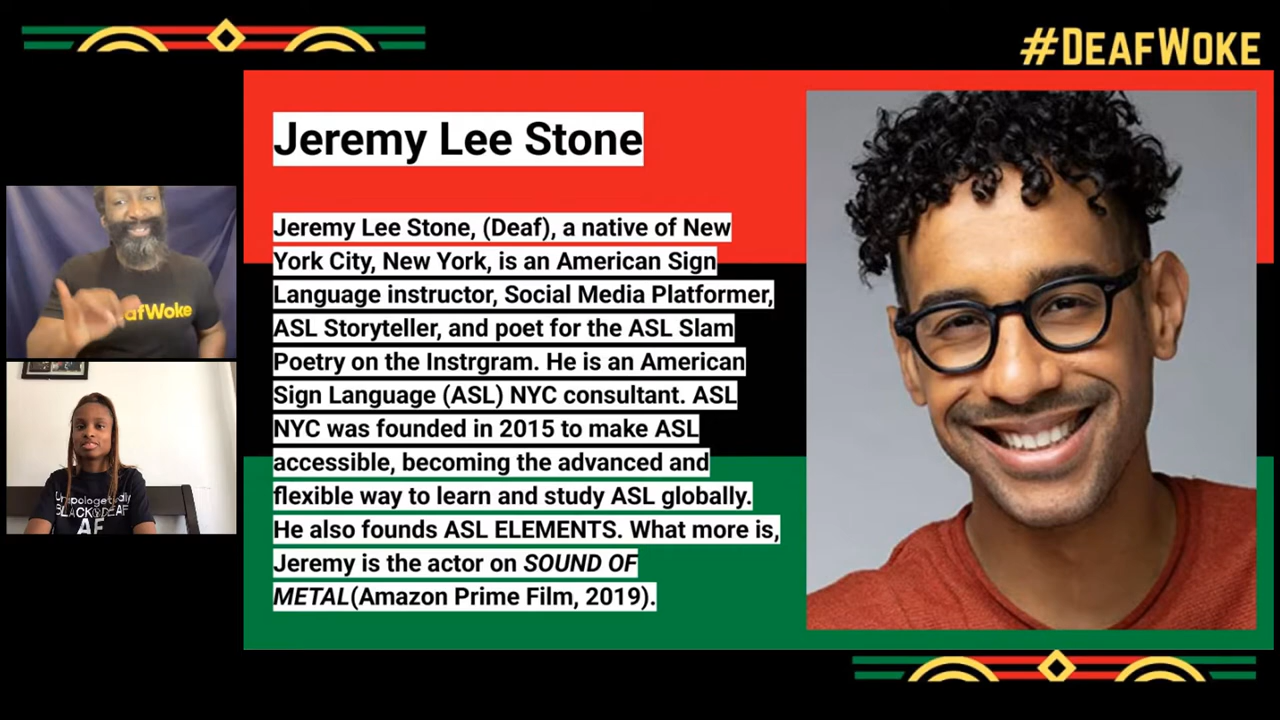 #DEAFWOKE
Jeremy Lee Stone
Jeremy Lee Stone, (Deaf), a native of New
York City, New York, is an American Sign
Language instructor, Social Media Platformer,
ASL Storyteller, and poet for the ASL Slam
Poetry on the Instrgram. He is an American
Sign Language (ASL) NYC consultant. ASL
NYC was founded in 2015 to make ASL
accessible, becoming the advanced and
flexible way to learn and study ASL globally.
He also founds ASL ELEMENTS. What more is,
Jeremy is the actor on SOUND OF
METAL(Amazon Prime Film, 2019).
afWoke
Unapologetically
BLACK&DEAF
AF